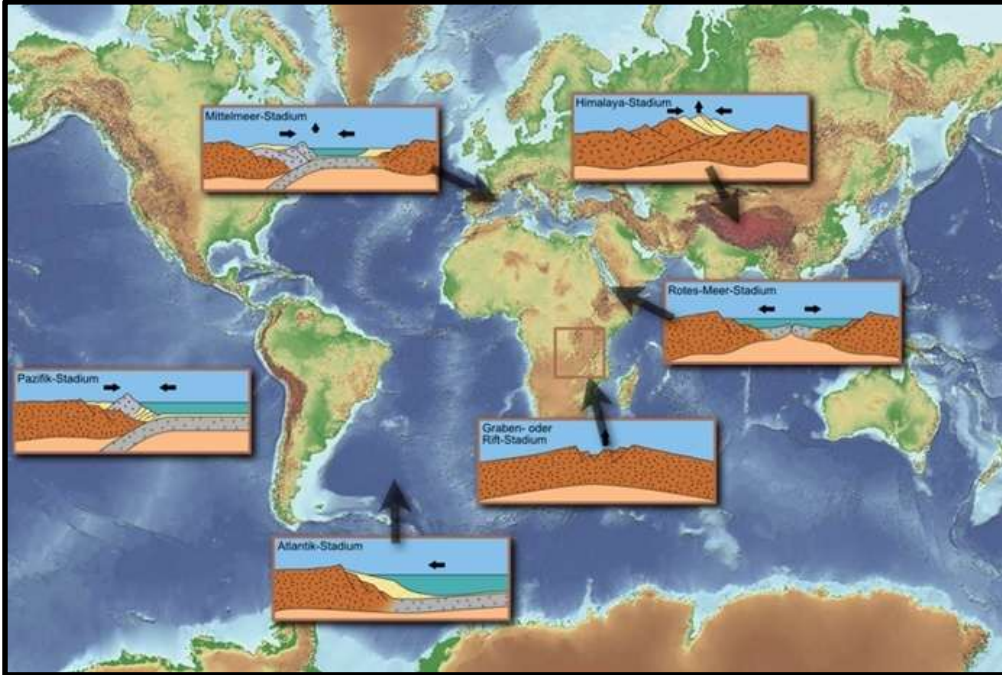 Mittelmeer-Stadium
Himalaya-Stadium
Rotes-Meer-Stadium
Pazifik-Stadium
Graben- oder
Rift-Stadium
Atlantik-Stadium